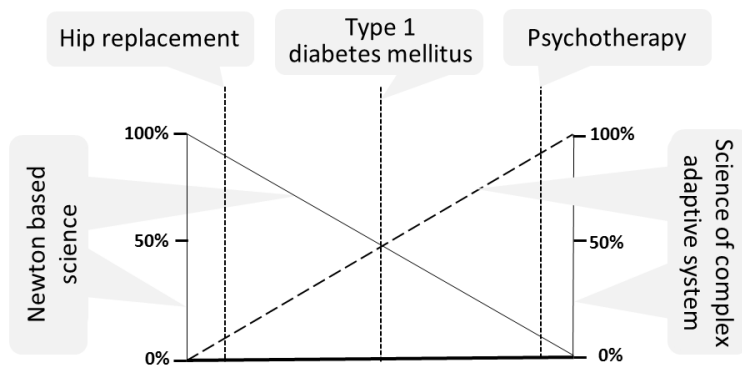 Hip replacement
Type 1
diabetes mellitus
Psychotherapy
100%
50%
0%
100%
50%
0%
Newton based
science
Science of complex
adaptive system